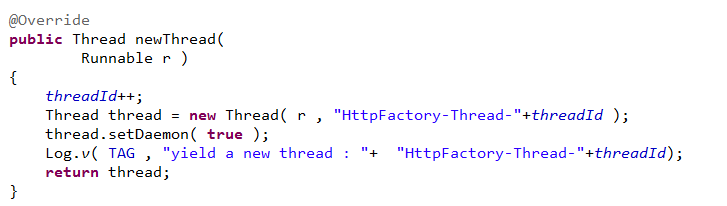 @Override
public Thread newThread(
        Runnable r )
{
    threadId++;
    Thread thread = new Thread( r , "HttpFactory-Thread-"+threadId );
    thread.setDaemon( true );
    Log.v( TAG , "yield a new thread : "+  "HttpFactory-Thread-"+threadId);
    return thread;
}